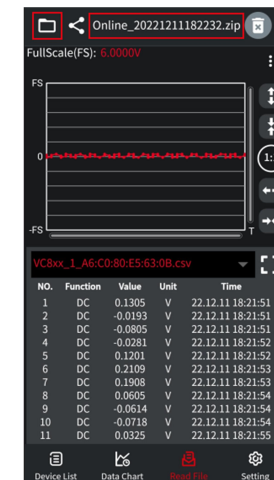 Online_20221211182232.zip
FullScale(FS): 6.0000V
FS
1:
0
-FS T
VC8xx_1_A6:C0:80:E5:63:0B.csv
NO. Function Value Unit Time
1 DC 0.1305 V 22.12.11 18:21:51
2 DC -0.0193 V 22.12.11 18:21:51
3 DC -0.0805 V 22.12.11 18:21:51
4 DC -0.0281 V 22.12.11 18:21:52
5 DC 0.1201 V 22.12.11 18:21:52
6 DC 0.2109 V 22.12.11 18:21:53
7 DC 0.1908 V 22.12.11 18:21:53
8 DC 0.0605 V 22.12.11 18:21:54
9 DC -0.0614 V 22.12.11 18:21:54
10 DC -0.0718 V 22.12.11 18:21:54
11 DC 0.0325 V 22.12.11 18:21:55
Device List Data Chart Read File Setting